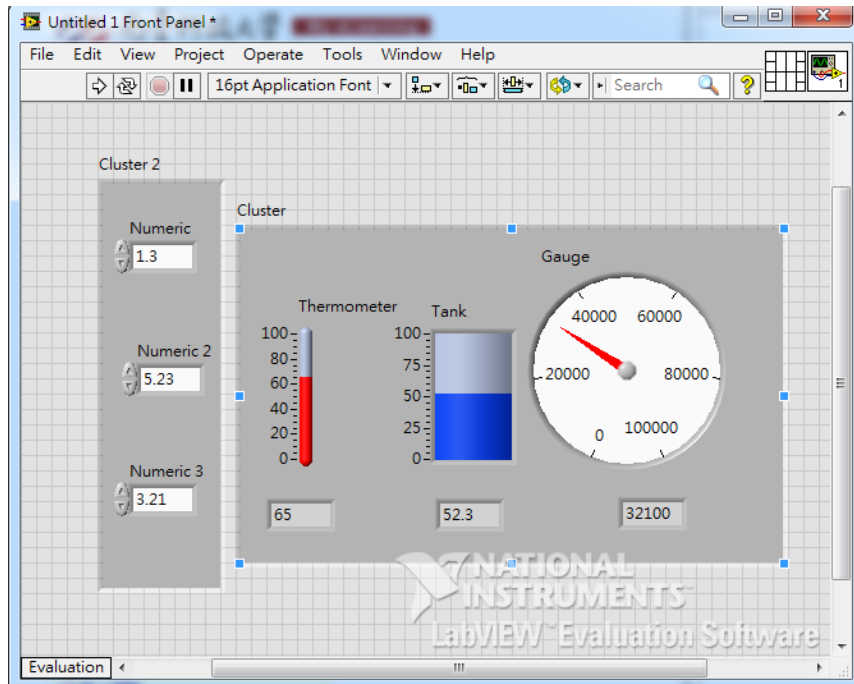 Untitled 1 Front Panel *
File Edit View Project Operate Tools Window Help
16pt Application Font Search ? 1
Cluster 2
Numeric
1.3
Numeric 2
5.23
Numeric 3
3.21
Cluster
Thermometer
100
80
60
40
20
0
65
Tank
100
75
50
25
0
52.3
Gauge
40000 60000
20000 80000
0 100000
32100
NATIONAL
INSTRUMENTS
LabVIEW™ Evaluation Software
Evaluation